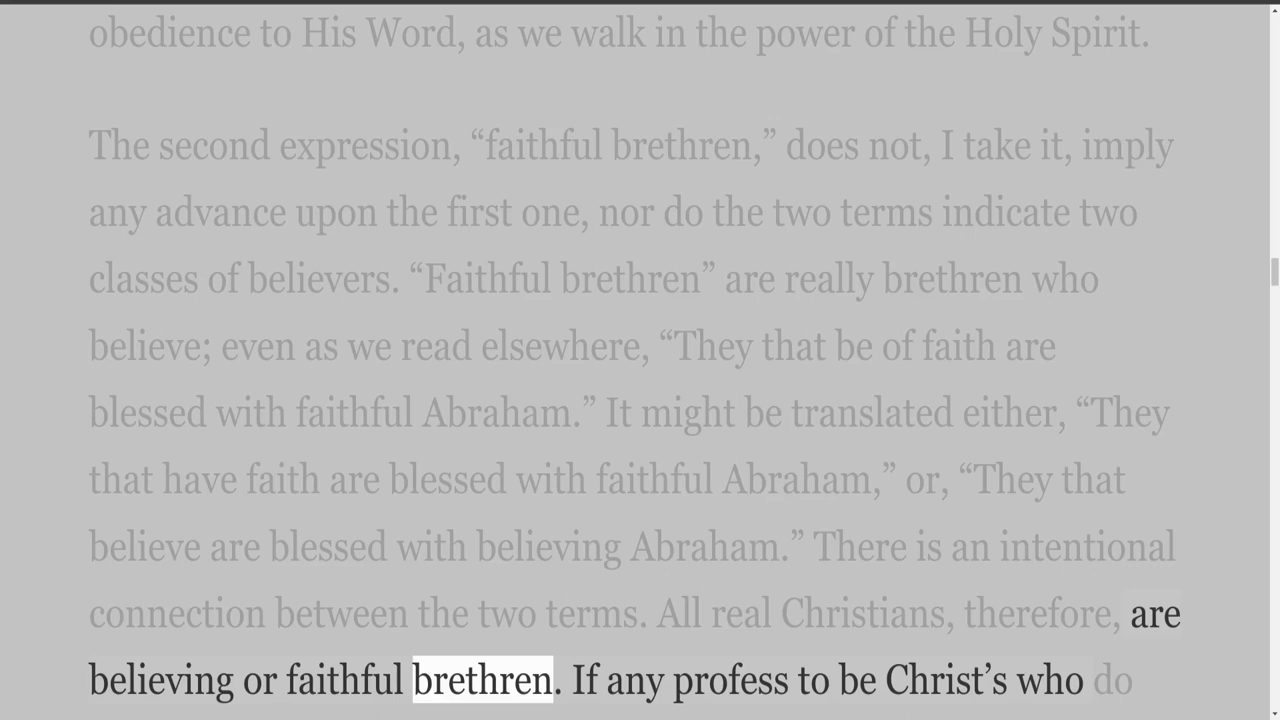 obedience to His Word, as we walk in the power of the Holy Spirit.
The second expression, “faithful brethren,” does not, I take it, imply
any advance upon the first one, nor do the two terms indicate two
classes of believers. “Faithful brethren” are really brethren who
believe; even as we read elsewhere, “They that be of faith are
blessed with faithful Abraham.” It might be translated either, “They
that have faith are blessed with faithful Abraham,” or, “They that
believe are blessed with believing Abraham.” There is an intentional
connection between the two terms. All real Christians, therefore, are
believing or faithful brethren. If any profess to be Christ’s who do